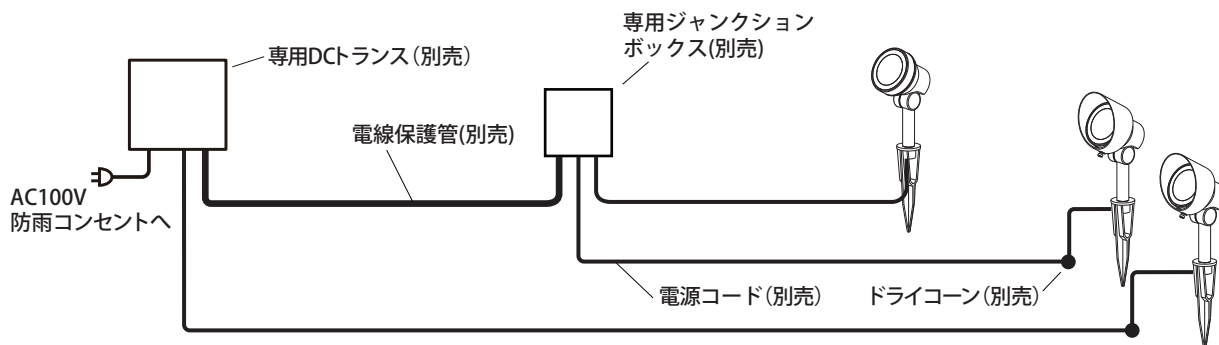 専用DCトランス（別売）
専用ジャンクション
ボックス(別売)
電線保護管(別売)
AC100V
防雨コンセントへ
電源コード（別売）
ドライコーン（別売）